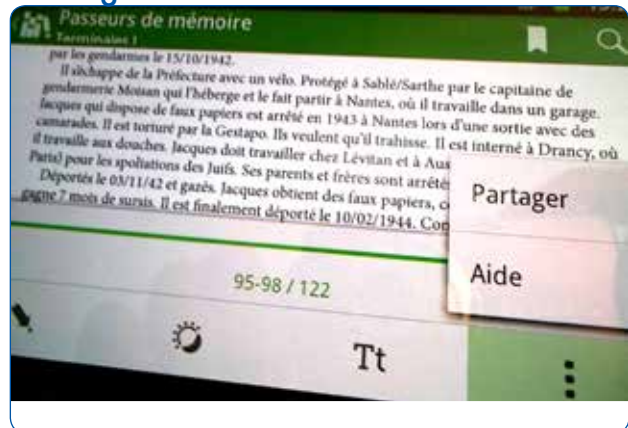 Passeurs de mémoire
Terminales 1
par les gendarmes le 15/10/1942.
Il échappe de la Préfecture avec un vélo. Protégé à Sablé/Sarthe par le capitaine de
gendarmerie Moisan qui l'héberge et le fait partir à Nantes, où il travaille dans un garage.
Jacques qui dispose de faux papiers est arrêté en 1943 à Nantes lors d'une sortie avec des
camarades. Il est torturé par la Gestapo. Ils veulent qu'il trahisse. Il est interné à Drancy, où
il travaille aux douches. Jacques doit travailler chez Lévitan et à Aus
Paris) pour les spoliations des Juifs. Ses parents et frères sont arrêté
Déportés le 03/11/42 et gazés. Jacques obtient des faux papiers, c
gagne 7 mois de sursis. Il est finalement déporté le 10/02/1944. Con
Partager
Aide
95-98 / 122
Tt